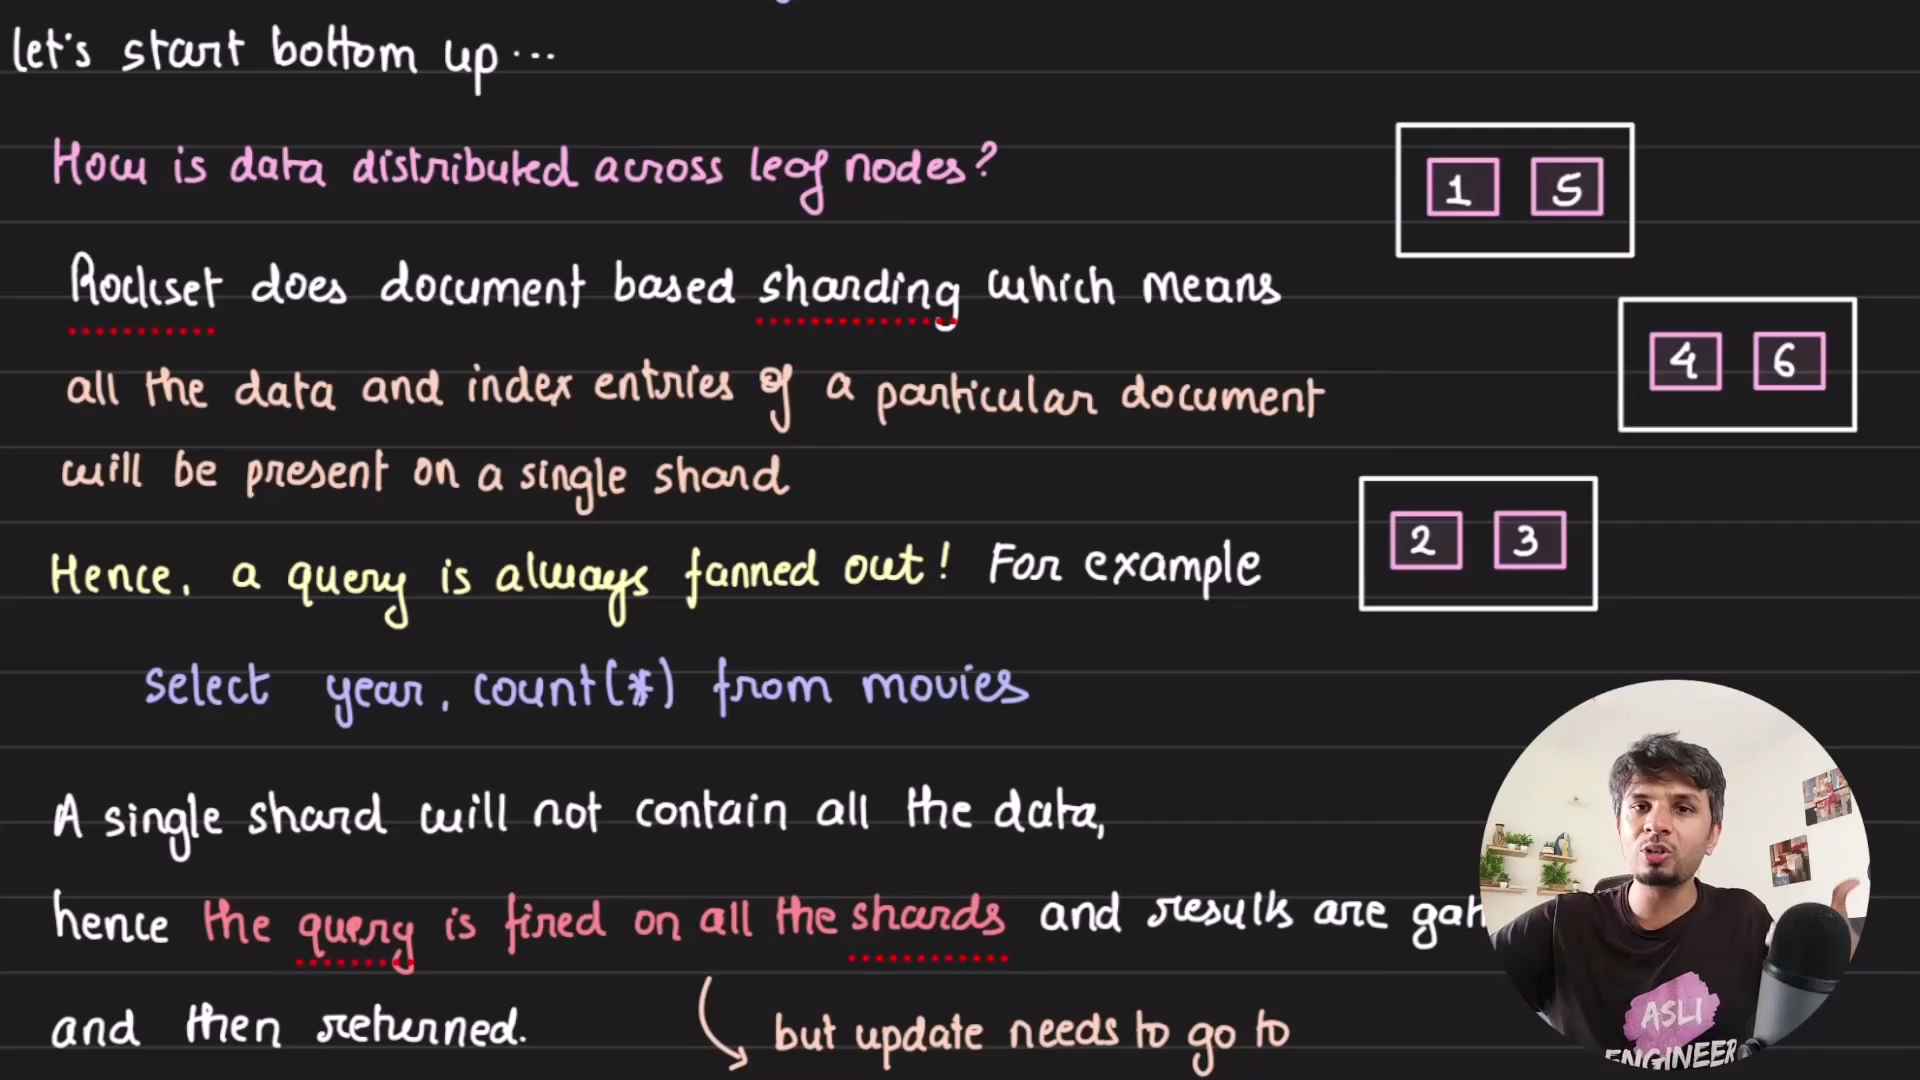 let's start bottom up ...
How is data distributed across leaf nodes?
1 5
Rockset does document based sharding which means
4 6
all the data and index entries of a particular document
will be present on a single shard
2 3
Hence, a query is always fanned out! For example
select year, count(*) from movies
A single shard will not contain all the data,
hence the query is fired on all the shards and results are
and then returned.
but update needs to go to
ASLI
ENGINEER